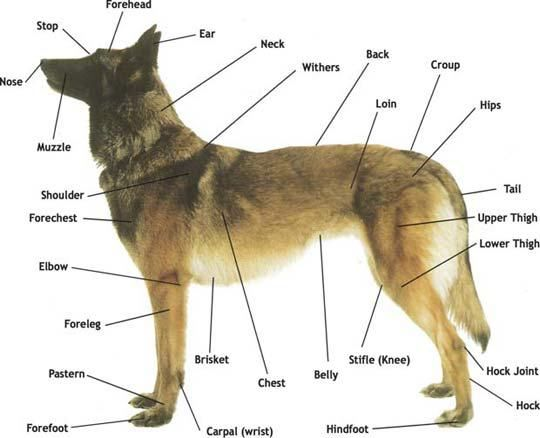 Forehead
Stop
Ear
Neck
Withers
Back
Croup
Nose
Loin
Hips
Muzzle
Tail
Shoulder
Forechest
Upper Thigh
Lower Thigh
Elbow
Foreleg
Brisket
Chest
Belly
Stifle (Knee)
Pastern
Hock Joint
Hock
Forefoot
Carpal (wrist)
Hindfoot